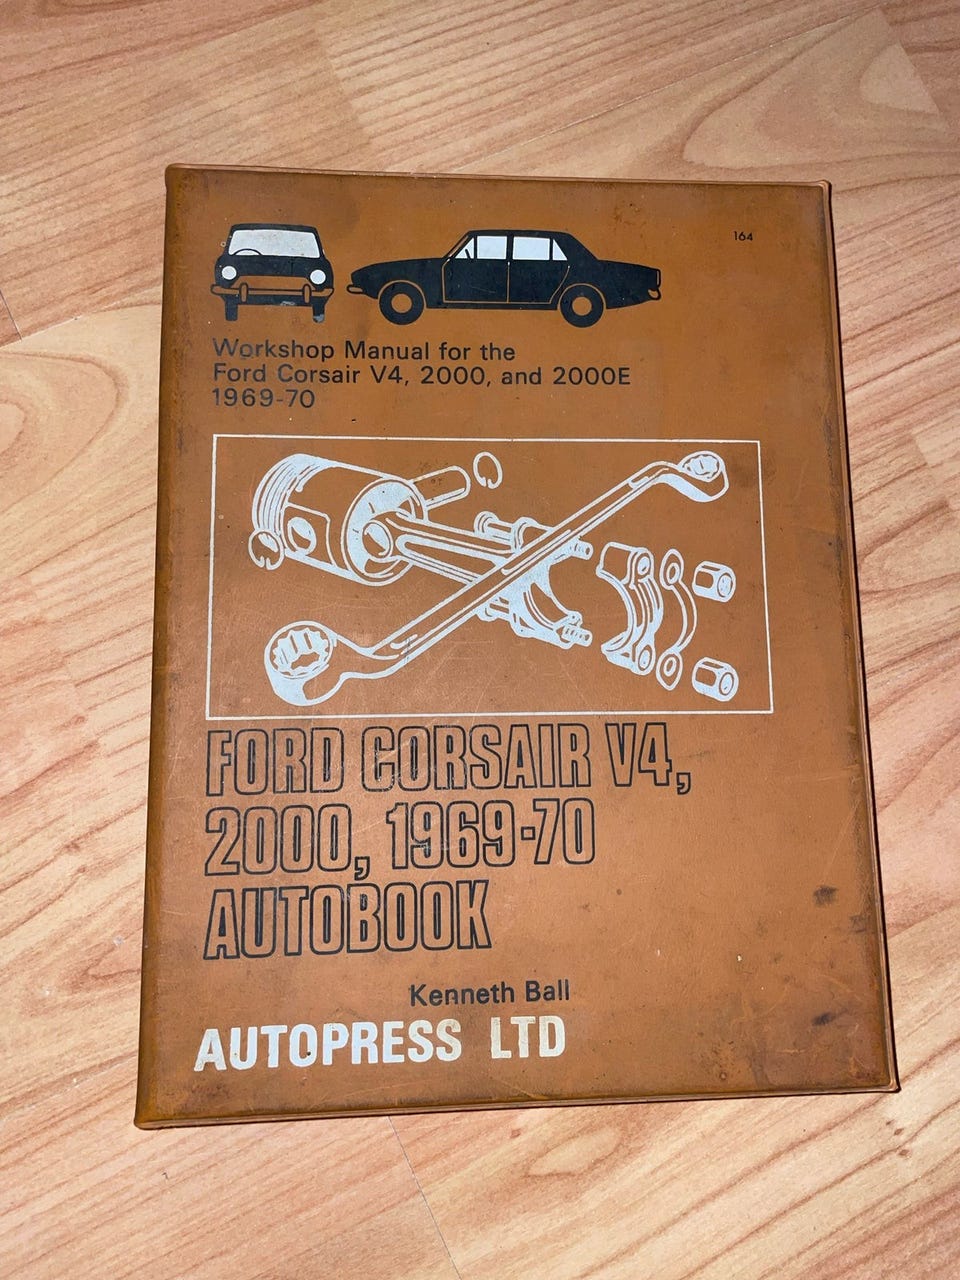 164
Workshop Manual for the
Ford Corsair V4, 2000, and 2000E
1969-70
FORD CORSAIR V4,
2000, 1969-70
AUTOBOOK
Kenneth Ball
AUTOPRESS LTD